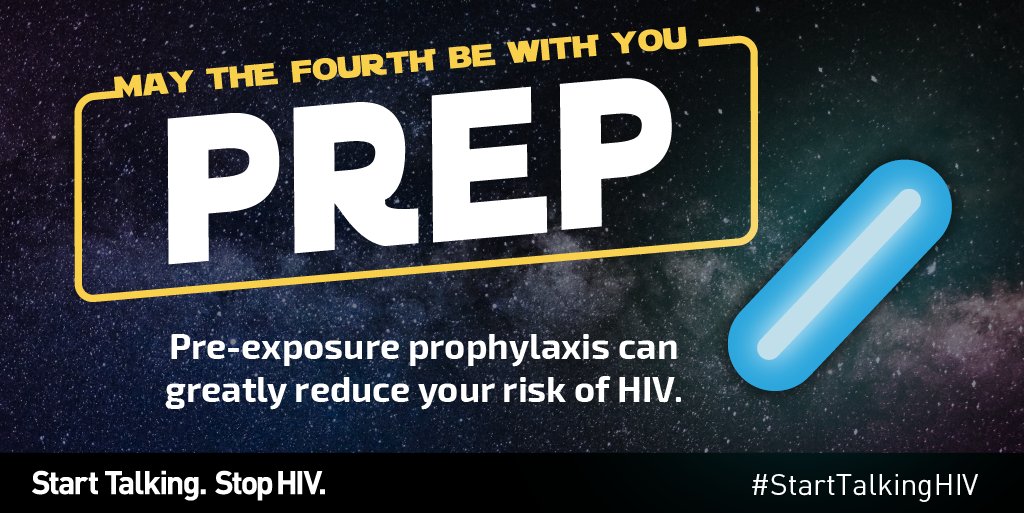 MAY THE FOURTH BE WITH YOU
PREP
Pre-exposure prophylaxis can
greatly reduce your risk of HIV.
Start Talking. Stop HIV.
#StartTalkingHIV